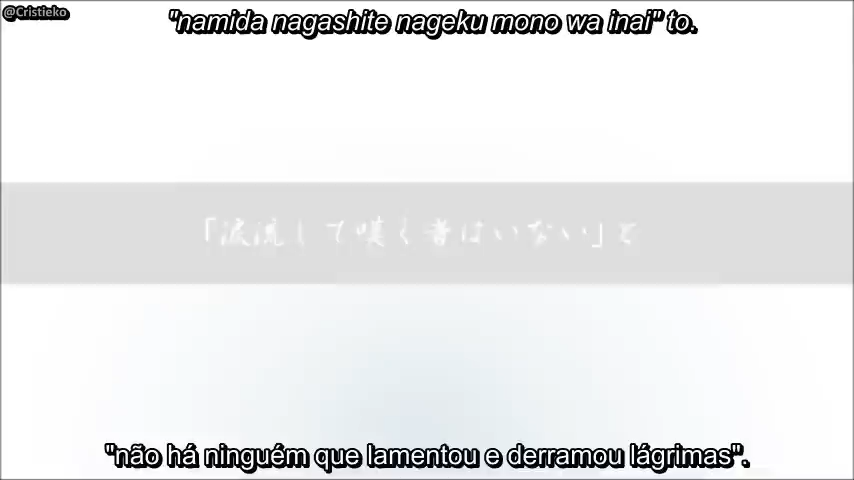 @Cristieko
"namida nagashite nageku mono wa inai" to.
「涙流して嘆く者はいない」と
"não há ninguém que lamentou e derramou lágrimas".